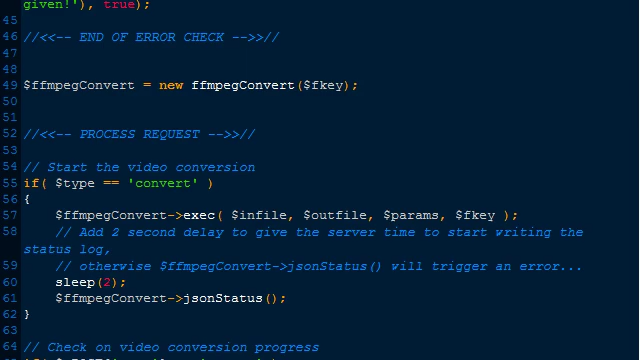 given!'), true);
45
46 //<<-- END OF ERROR CHECK -->>//
47
48
49 $ffmpegConvert = new ffmpegConvert($fkey);
50
51
52 //<<-- PROCESS REQUEST -->>//
53
54 // Start the video conversion
55 if( $type == 'convert' )
56 {
57 $ffmpegConvert->exec( $infile, $outfile, $params, $fkey );
58 // Add 2 second delay to give the server time to start writing the
status log,
59 // otherwise $ffmpegConvert->jsonStatus() will trigger an error...
60 sleep(2);
61 $ffmpegConvert->jsonStatus();
62 }
63
64 // Check on video conversion progress